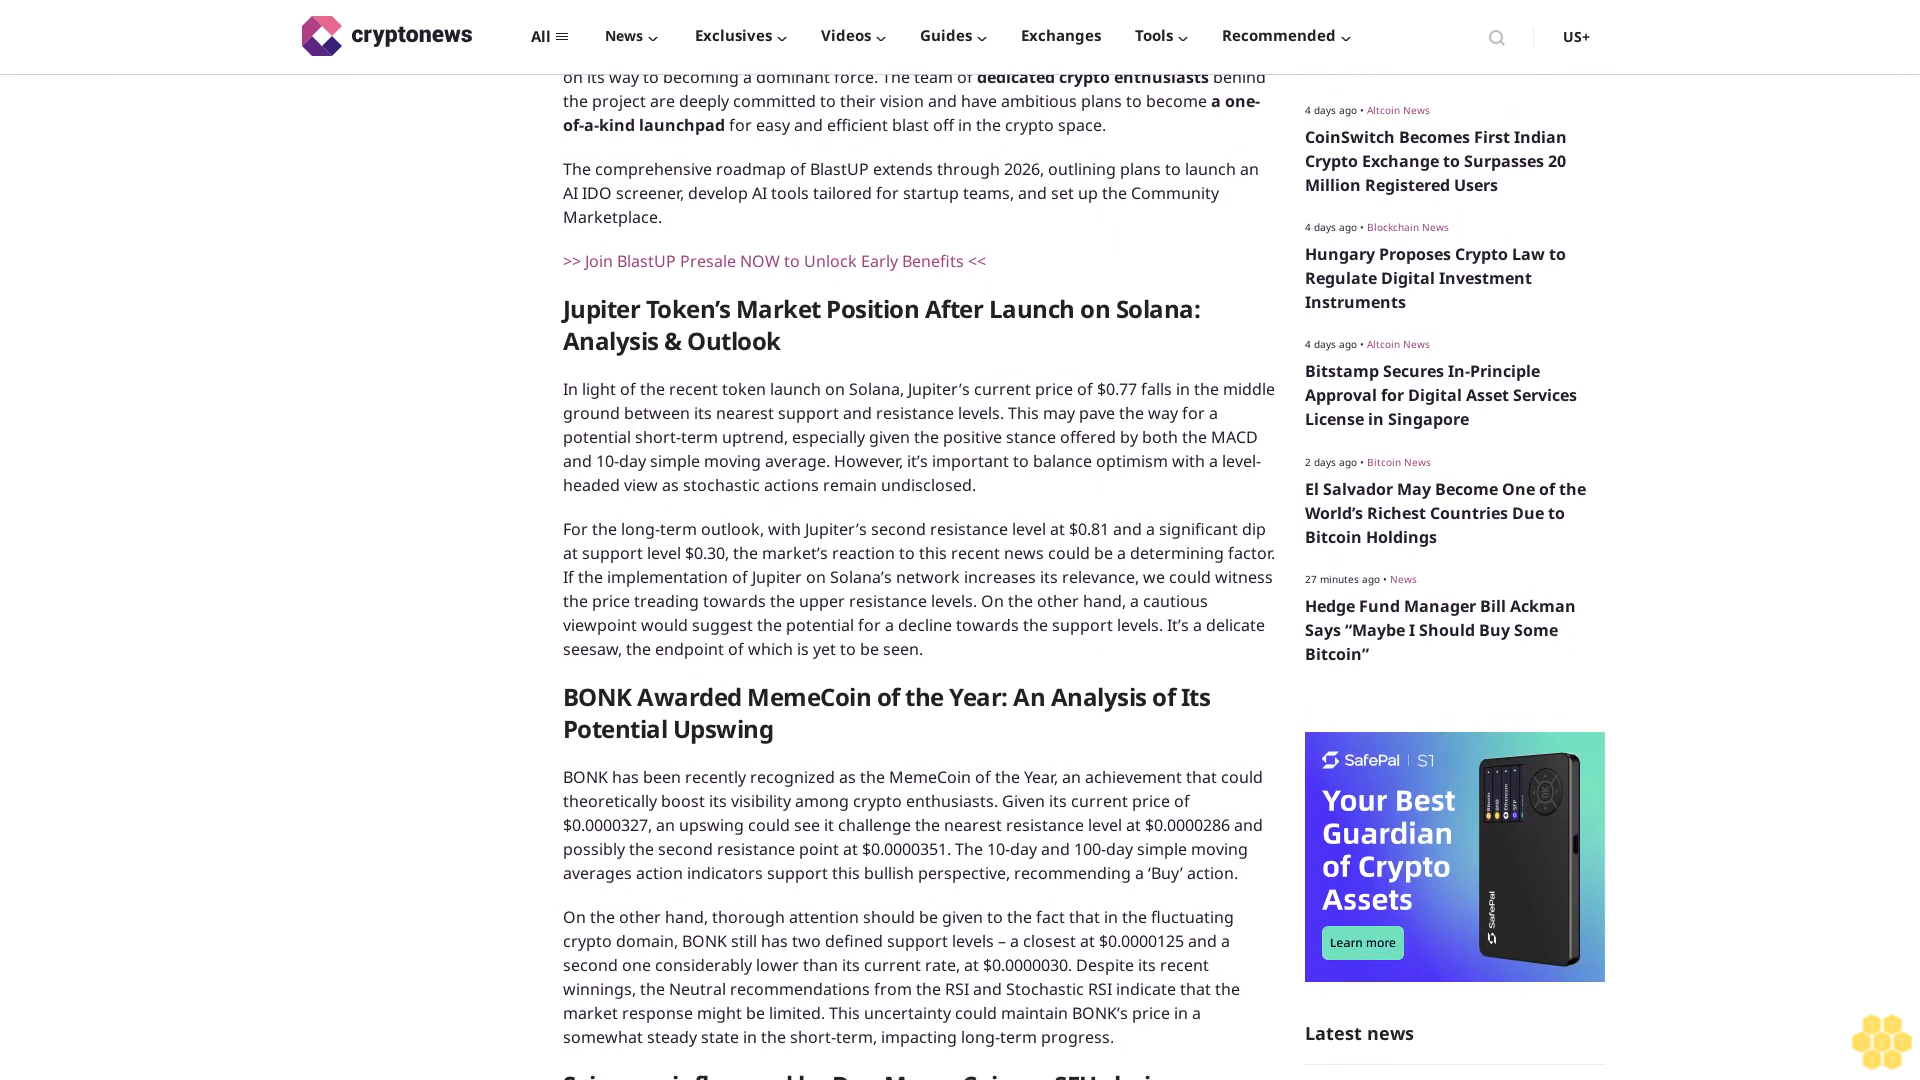 cryptonews
All
News
Exclusives
Videos
Guides
Exchanges
Tools
Recommended
US+
on its way to becoming a dominant force. The team of dedicated crypto enthusiasts behind
the project are deeply committed to their vision and have ambitious plans to become a one-
of-a-kind launchpad for easy and efficient blast off in the crypto space.
The comprehensive roadmap of BlastUP extends through 2026, outlining plans to launch an
AI IDO screener, develop AI tools tailored for startup teams, and set up the Community
Marketplace.
>> Join BlastUP Presale NOW to Unlock Early Benefits <<
Jupiter Token’s Market Position After Launch on Solana:
Analysis & Outlook
In light of the recent token launch on Solana, Jupiter’s current price of $0.77 falls in the middle
ground between its nearest support and resistance levels. This may pave the way for a
potential short-term uptrend, especially given the positive stance offered by both the MACD
and 10-day simple moving average. However, it’s important to balance optimism with a level-
headed view as stochastic actions remain undisclosed.
For the long-term outlook, with Jupiter’s second resistance level at $0.81 and a significant dip
at support level $0.30, the market’s reaction to this recent news could be a determining factor.
If the implementation of Jupiter on Solana’s network increases its relevance, we could witness
the price treading towards the upper resistance levels. On the other hand, a cautious
viewpoint would suggest the potential for a decline towards the support levels. It’s a delicate
seesaw, the endpoint of which is yet to be seen.
BONK Awarded MemeCoin of the Year: An Analysis of Its
Potential Upswing
BONK has been recently recognized as the MemeCoin of the Year, an achievement that could
theoretically boost its visibility among crypto enthusiasts. Given its current price of
$0.0000327, an upswing could see it challenge the nearest resistance level at $0.0000286 and
possibly the second resistance point at $0.0000351. The 10-day and 100-day simple moving
averages action indicators support this bullish perspective, recommending a ‘Buy’ action.
On the other hand, thorough attention should be given to the fact that in the fluctuating
crypto domain, BONK still has two defined support levels – a closest at $0.0000125 and a
second one considerably lower than its current rate, at $0.0000030. Despite its recent
winnings, the Neutral recommendations from the RSI and Stochastic RSI indicate that the
market response might be limited. This uncertainty could maintain BONK’s price in a
somewhat steady state in the short-term, impacting long-term progress.
4 days ago • Altcoin News
CoinSwitch Becomes First Indian
Crypto Exchange to Surpasses 20
Million Registered Users
4 days ago • Blockchain News
Hungary Proposes Crypto Law to
Regulate Digital Investment
Instruments
4 days ago • Altcoin News
Bitstamp Secures In-Principle
Approval for Digital Asset Services
License in Singapore
2 days ago • Bitcoin News
El Salvador May Become One of the
World’s Richest Countries Due to
Bitcoin Holdings
27 minutes ago • News
Hedge Fund Manager Bill Ackman
Says “Maybe I Should Buy Some
Bitcoin”
SafePal | S1
Your Best
Guardian
of Crypto
Assets
Learn more
SafePal
OK
Latest news